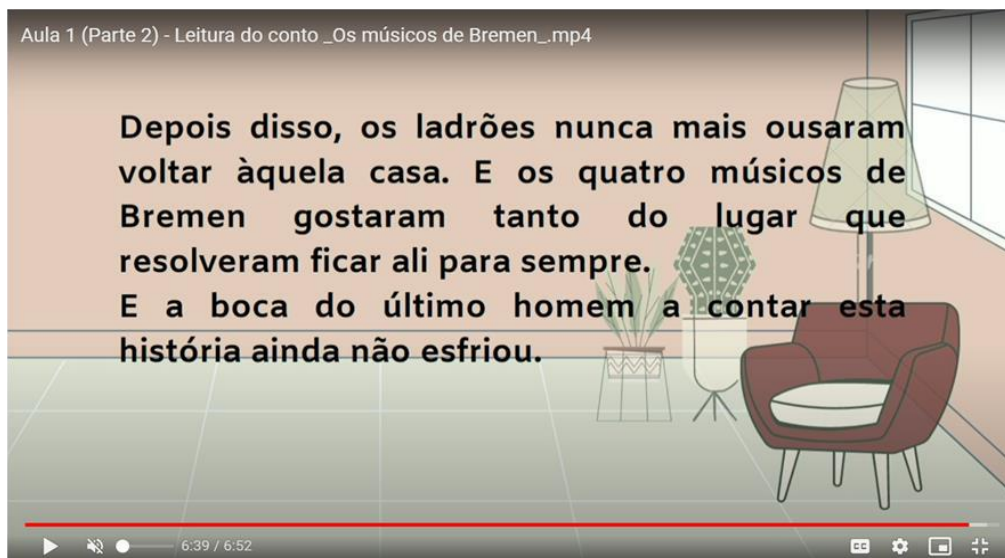 Aula 1 (Parte 2) - Leitura do conto _Os músicos de Bremen_.mp4
Depois disso, os ladrões nunca mais ousaram
voltar àquela casa. E os quatro músicos de
Bremen gostaram tanto do lugar que
resolveram ficar ali para sempre.
E a boca do último homem a contar esta
história ainda não esfriou.
6:39 / 6:52
CC